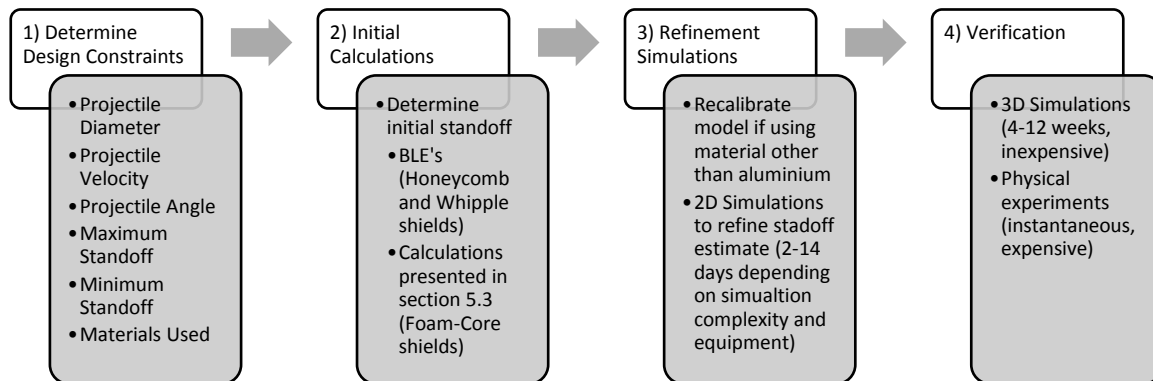 1) Determine
Design Constraints
• Projectile
Diameter
• Projectile
Velocity
• Projectile Angle
• Maximum
Standoff
• Minimum
Standoff
• Materials Used
2) Initial
Calculations
• Determine
initial standoff
• BLE's
(Honeycomb
and Whipple
shields)
• Calculations
presented in
section 5.3
(Foam-Core
shields)
3) Refinement
Simulations
• Recalibrate
model if using
material other
than aluminium
• 2D Simulations
to refine stadoff
estimate (2-14
days depending
on simualtion
complexity and
equipment)
4) Verification
• 3D Simulations
(4-12 weeks,
inexpensive)
• Physical
experiments
(instantaneous,
expensive)